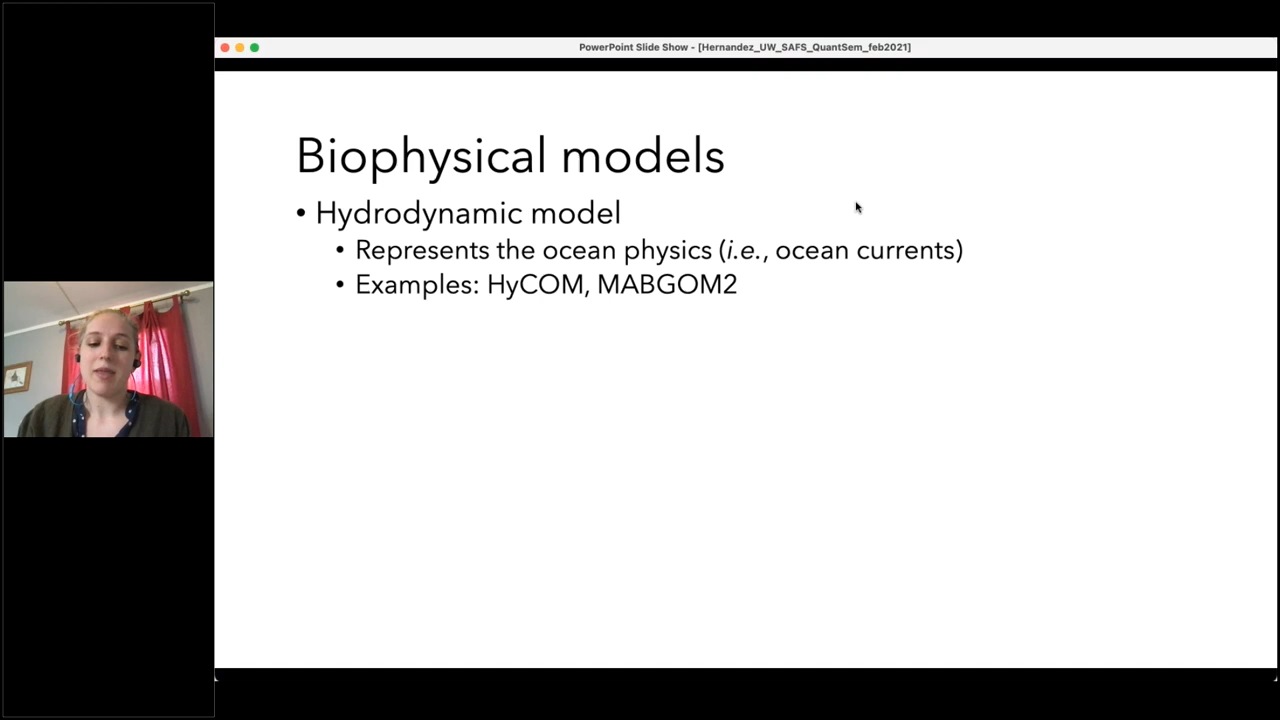 PowerPoint Slide Show - [Hernandez_UW_SAFS_QuantSem_feb2021]
Biophysical models
• Hydrodynamic model
• Represents the ocean physics (i.e., ocean currents)
• Examples: HyCOM, MABGOM2